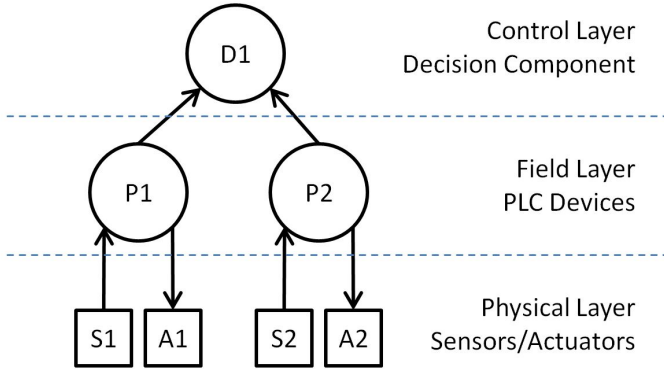 D1
Control Layer
Decision Component
P1
P2
Field Layer
PLC Devices
S1
A1
S2
A2
Physical Layer
Sensors/Actuators